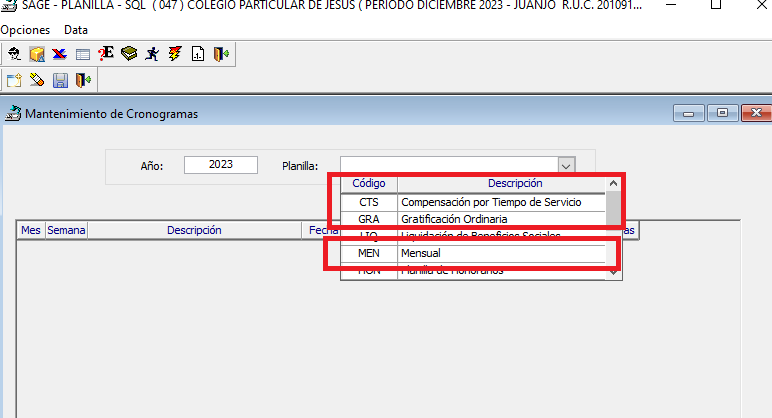 SAGE - PLANILLA - SQL ( 047 ) COLEGIO PARTICULAR DE JESUS ( PERIODO DICIEMBRE 2023 - JUANJO R.U.C. 201091...
Opciones Data
Mantenimiento de Cronogramas
Año: 2023 Planilla:
Código Descripción
CTS Compensación por Tiempo de Servicio
GRA Gratificación Ordinaria
Mes Semana Descripción Fecha
LIQ Liquidación de Beneficios Sociales
MEN Mensual
HON Planilla de Honorarios